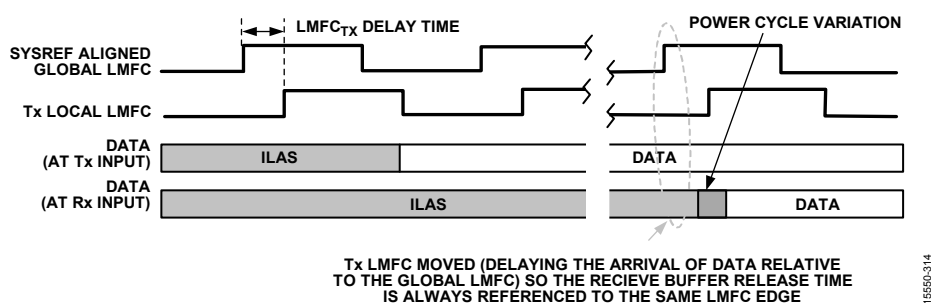 LMFCTX DELAY TIME
POWER CYCLE VARIATION
SYSREF ALIGNED
GLOBAL LMFC
Tx LOCAL LMFC
DATA
(AT Tx INPUT)
ILAS
DATA
DATA
(AT Rx INPUT)
ILAS
DATA
Tx LMFC MOVED (DELAYING THE ARRIVAL OF DATA RELATIVE
TO THE GLOBAL LMFC) SO THE RECIEVE BUFFER RELEASE TIME
IS ALWAYS REFERENCED TO THE SAME LMFC EDGE
15550-314